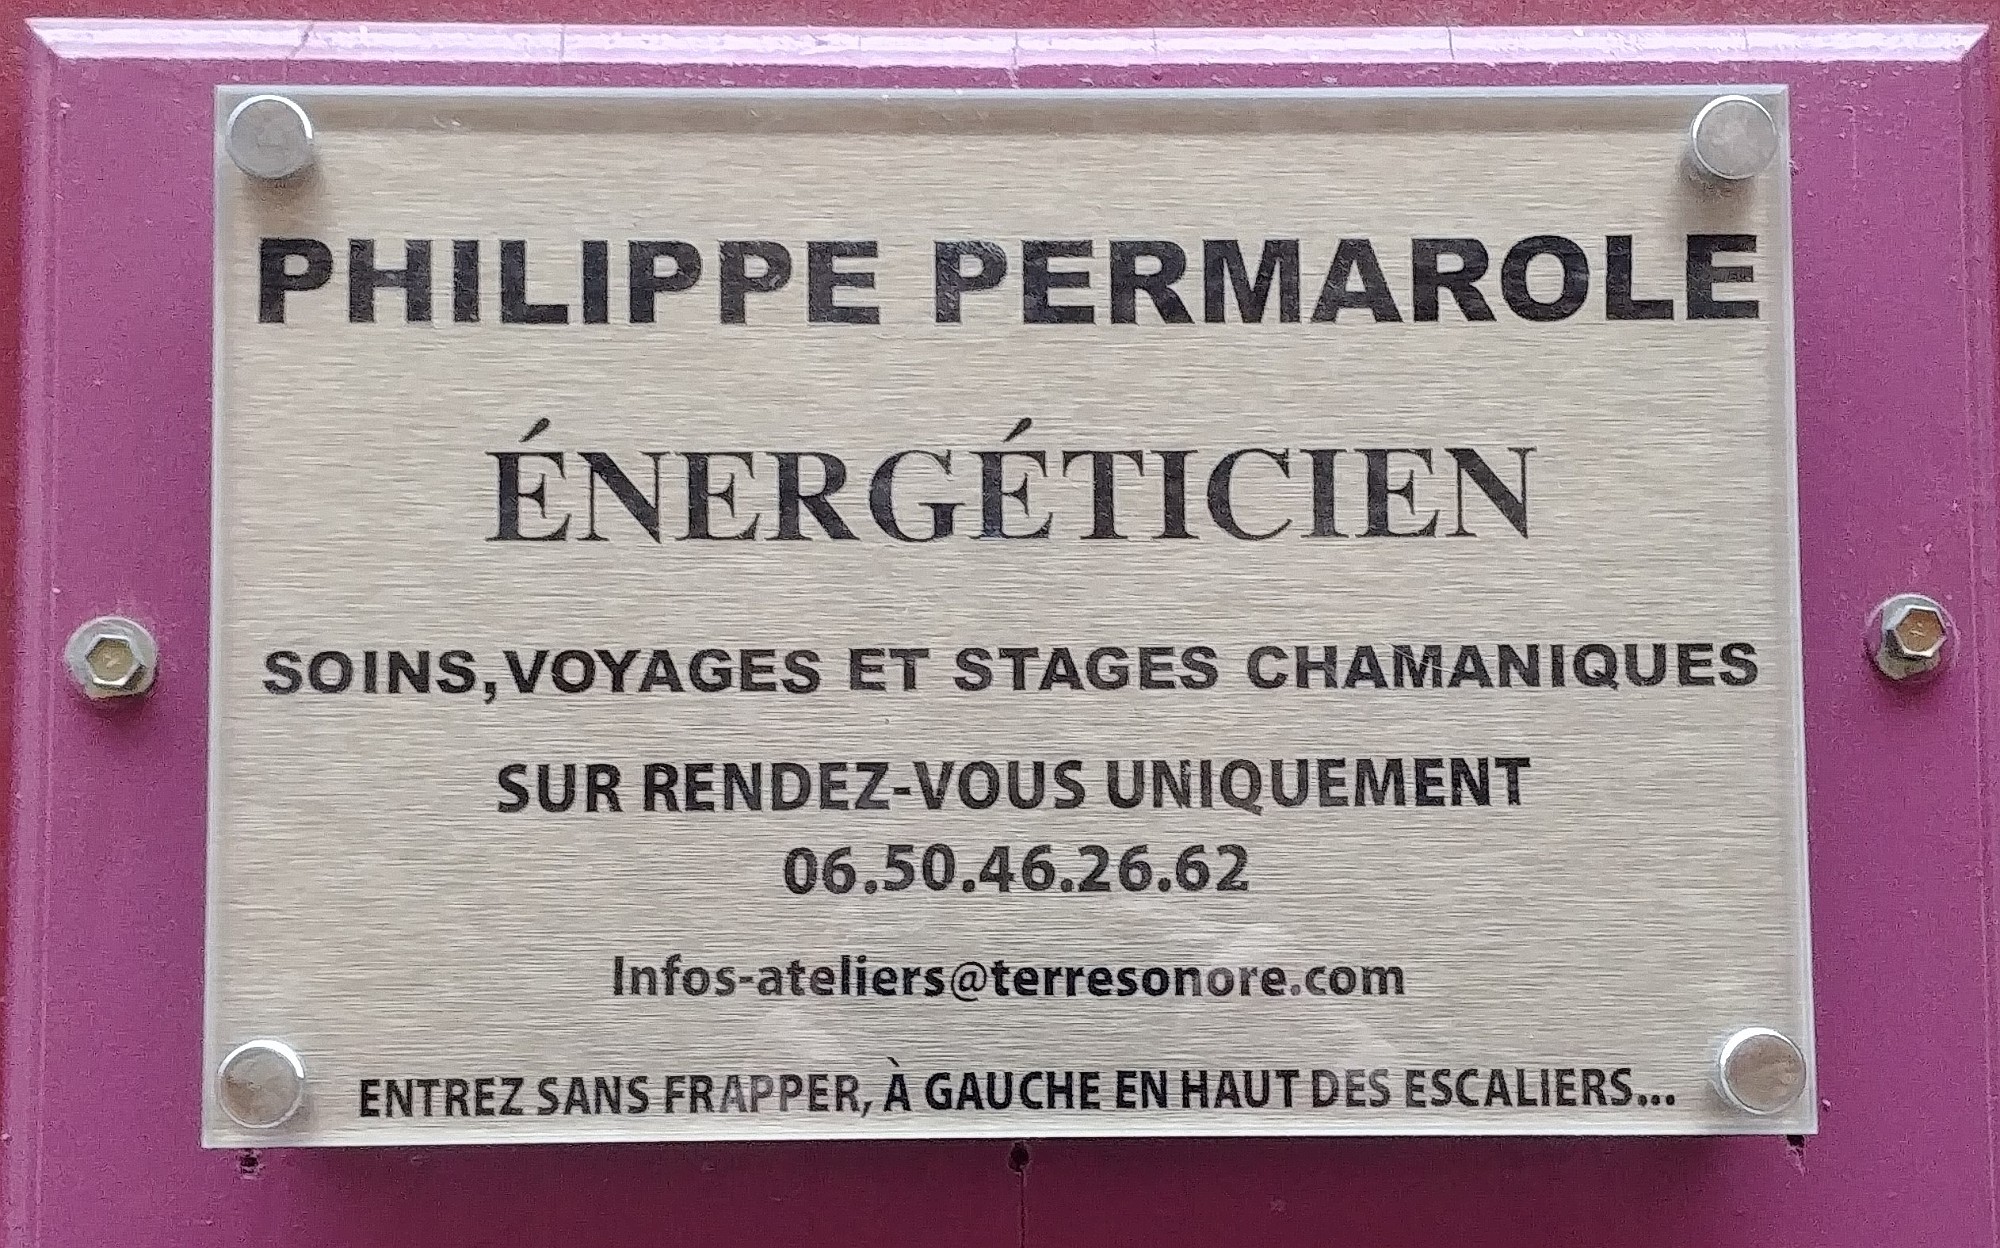 PHILIPPE PERMAROLE
ÉNERGÉTICIEN
SOINS,VOYAGES ET STAGES CHAMANIQUES
SUR RENDEZ-VOUS UNIQUEMENT
06.50.46.26.62
Infos-ateliers@terresonore.com
ENTREZ SANS FRAPPER, À GAUCHE EN HAUT DES ESCALIERS...